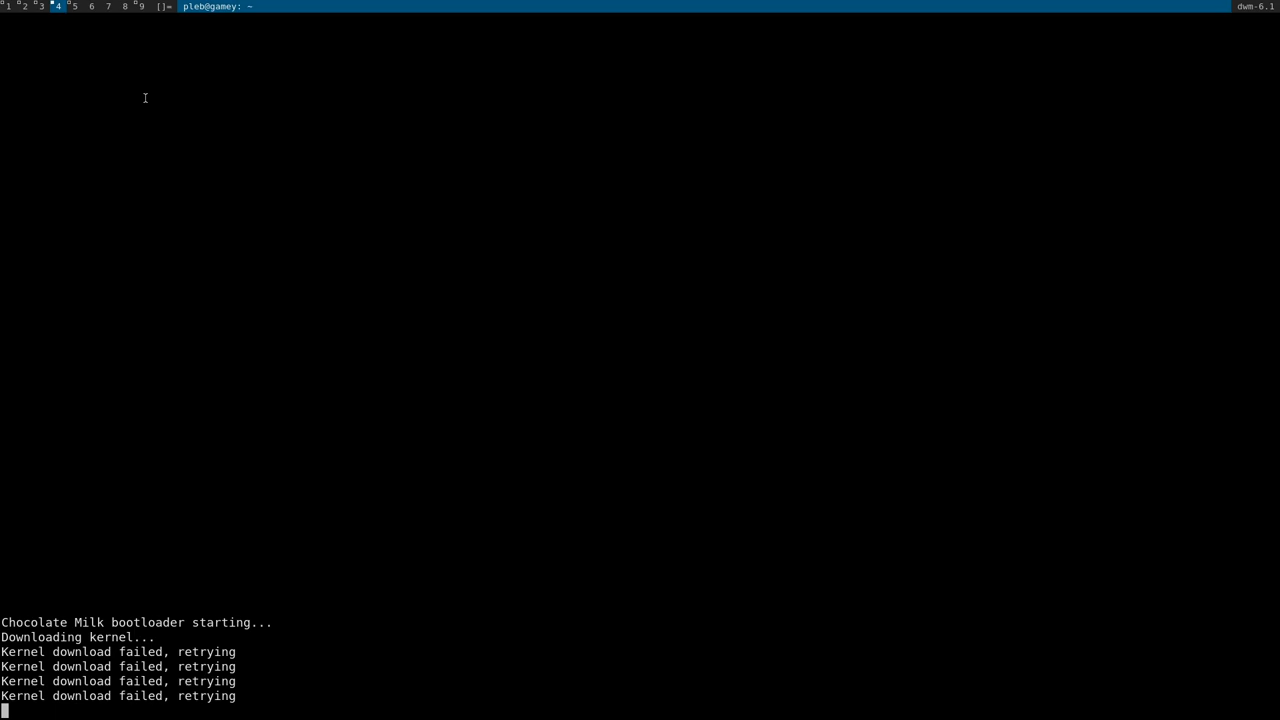 1 2 3 4 5 6 7 8 9 []= pleb@gamey: ~ dwm-6.1
Chocolate Milk bootloader starting...
Downloading kernel...
Kernel download failed, retrying
Kernel download failed, retrying
Kernel download failed, retrying
Kernel download failed, retrying